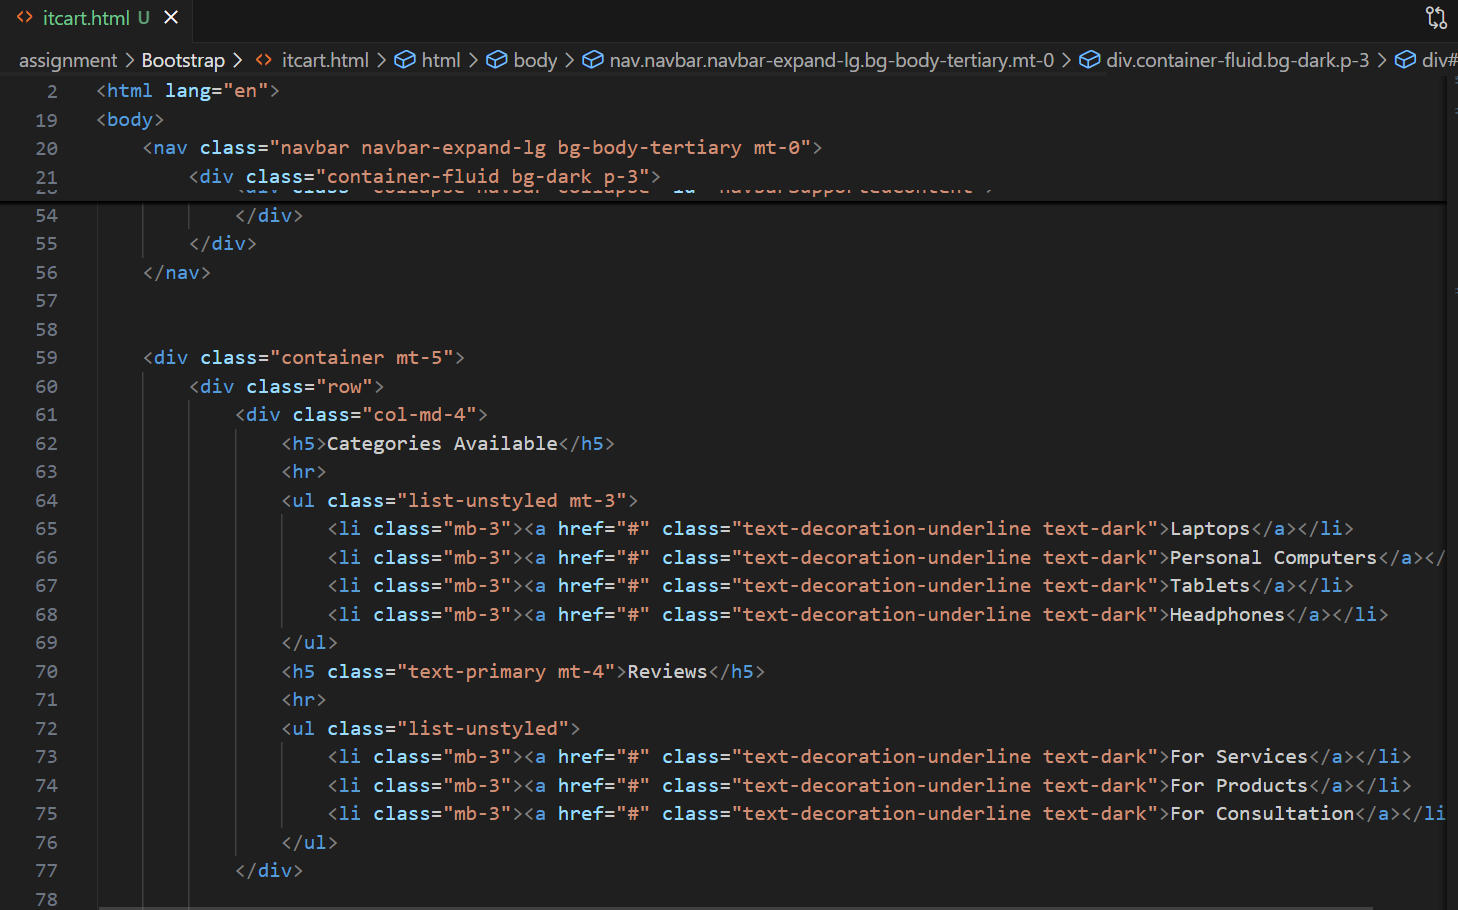 itcart.html U
assignment > Bootstrap > itcart.html > html > body > nav.navbar.navbar-expand-lg.bg-body-tertiary.mt-0 > div.container-fluid.bg-dark.p-3 > div#
2 <html lang="en">
19 <body>
20 <nav class="navbar navbar-expand-lg bg-body-tertiary mt-0">
21 <div class="container-fluid bg-dark p-3">
54 </div>
55 </div>
56 </nav>
57
58
59 <div class="container mt-5">
60 <div class="row">
61 <div class="col-md-4">
62 <h5>Categories Available</h5>
63 <hr>
64 <ul class="list-unstyled mt-3">
65 <li class="mb-3"><a href="#" class="text-decoration-underline text-dark">Laptops</a></li>
66 <li class="mb-3"><a href="#" class="text-decoration-underline text-dark">Personal Computers</a></
67 <li class="mb-3"><a href="#" class="text-decoration-underline text-dark">Tablets</a></li>
68 <li class="mb-3"><a href="#" class="text-decoration-underline text-dark">Headphones</a></li>
69 </ul>
70 <h5 class="text-primary mt-4">Reviews</h5>
71 <hr>
72 <ul class="list-unstyled">
73 <li class="mb-3"><a href="#" class="text-decoration-underline text-dark">For Services</a></li>
74 <li class="mb-3"><a href="#" class="text-decoration-underline text-dark">For Products</a></li>
75 <li class="mb-3"><a href="#" class="text-decoration-underline text-dark">For Consultation</a></li
76 </ul>
77 </div>
78